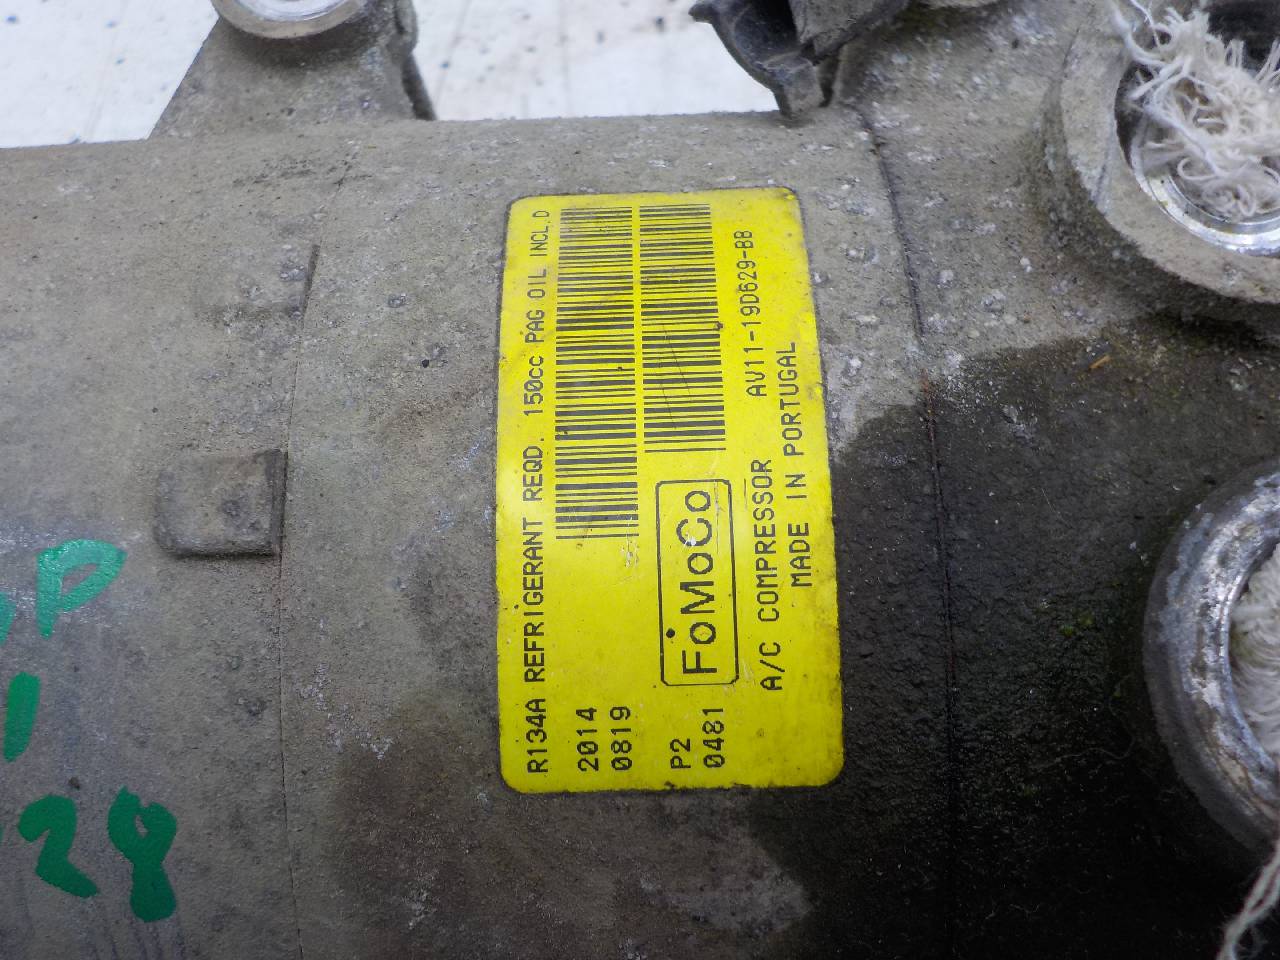 R134A REFRIGERANT REQD. 150cc PAG OIL INCL.D
2014
0819
P2
0481
FoMoCo
A/C COMPRESSOR AV11-19D629-BB
MADE IN PORTUGAL